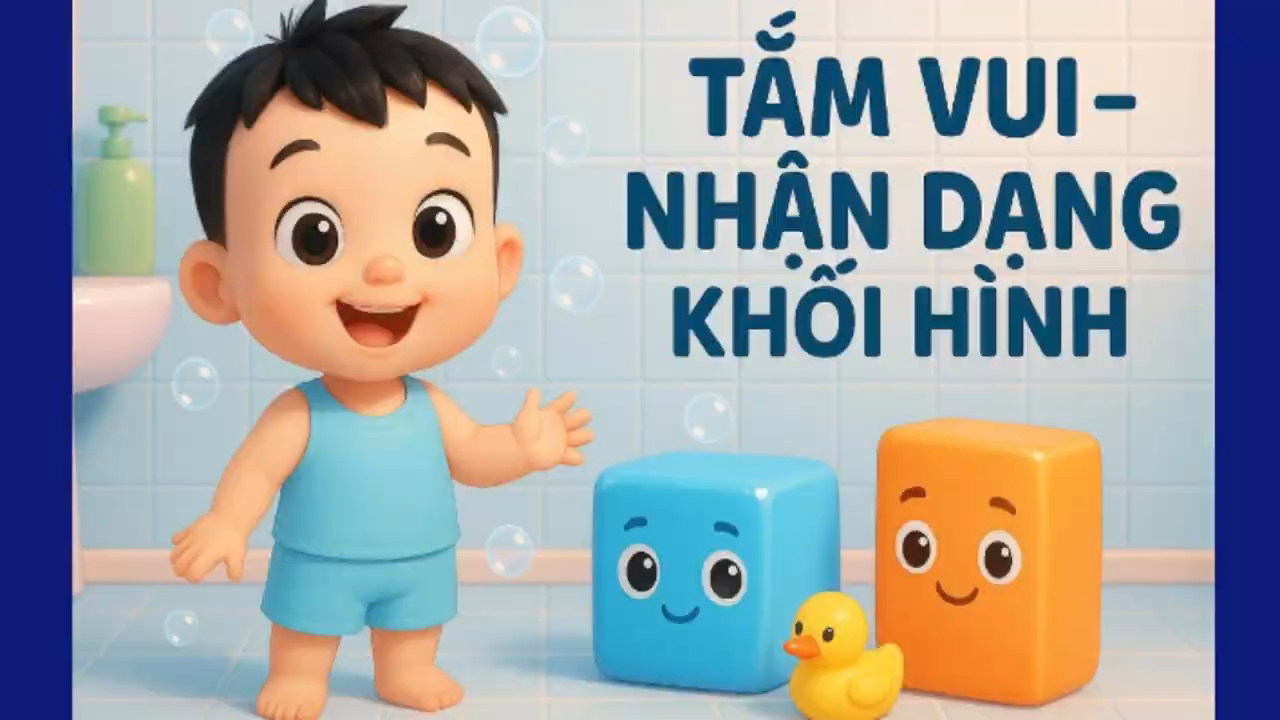 TẮM VUI –
NHẬN DẠNG
KHỐI HÌNH